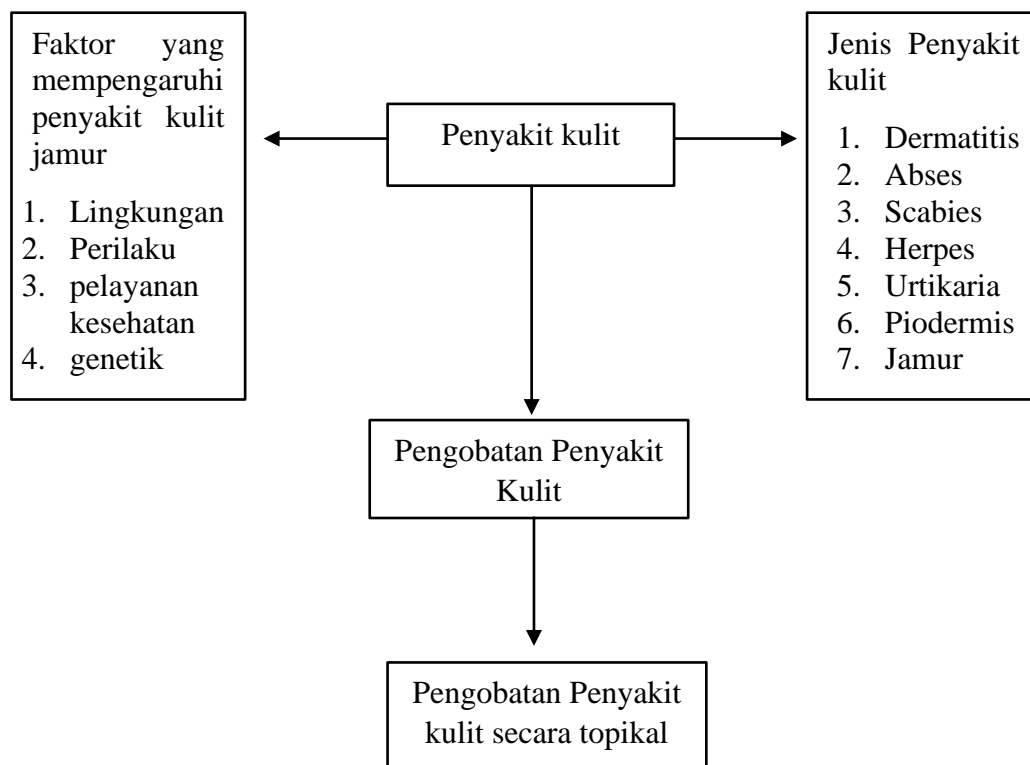 Faktor yang
mempengaruhi
penyakit kulit
jamur
1. Lingkungan
2. Perilaku
3. pelayanan
kesehatan
4. genetik
Penyakit kulit
Jenis Penyakit
kulit
1. Dermatitis
2. Abses
3. Scabies
4. Herpes
5. Urtikaria
6. Piodermis
7. Jamur
Pengobatan Penyakit
Kulit
Pengobatan Penyakit
kulit secara topikal